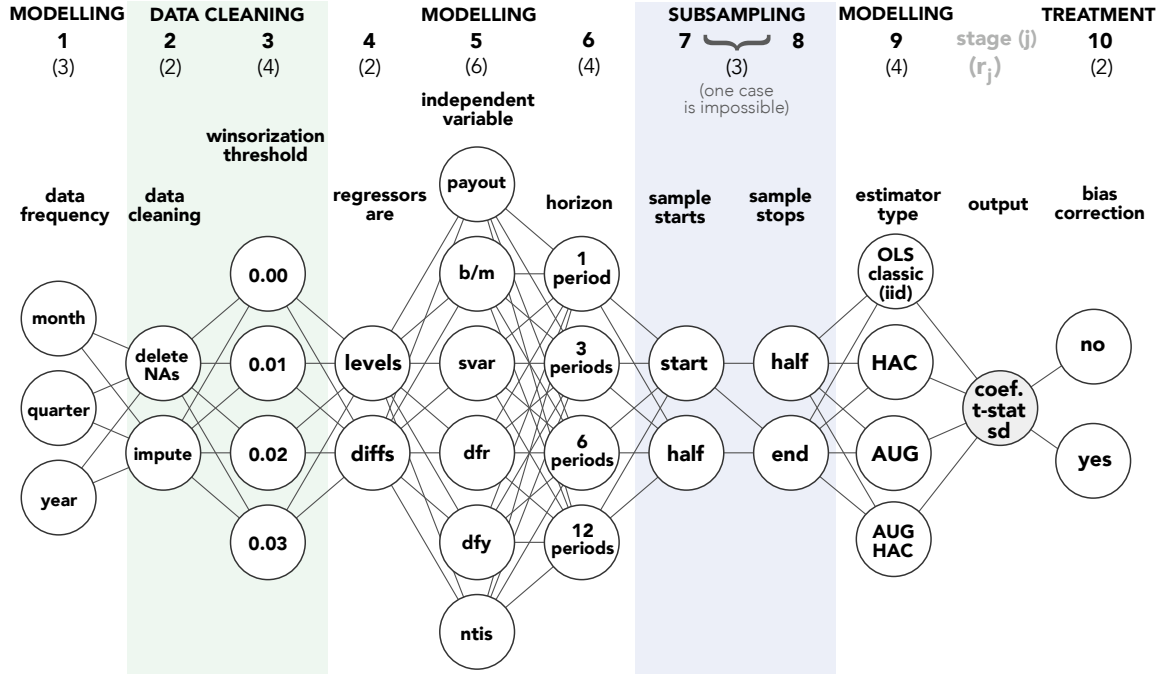 MODELLING
DATA CLEANING
MODELLING
SUBSAMPLING
MODELLING
TREATMENT
1
2
3
4
5
6
7
8
9
stage (j)
10
(3)
(2)
(4)
(2)
(6)
(4)
(3)
(4)
(rj)
(2)
(one case
is impossible)
data
frequency
data
cleaning
winsorization
threshold
regressors
are
independent
variable
horizon
sample
starts
sample
stops
estimator
type
output
bias
correction
month
quarter
year
delete
NAs
impute
0.00
0.01
0.02
0.03
levels
diffs
payout
b/m
svar
dfr
dfy
ntis
1
period
3
periods
6
periods
12
periods
start
half
half
end
OLS
classic
(iid)
HAC
AUG
AUG
HAC
coef.
t-stat
sd
no
yes